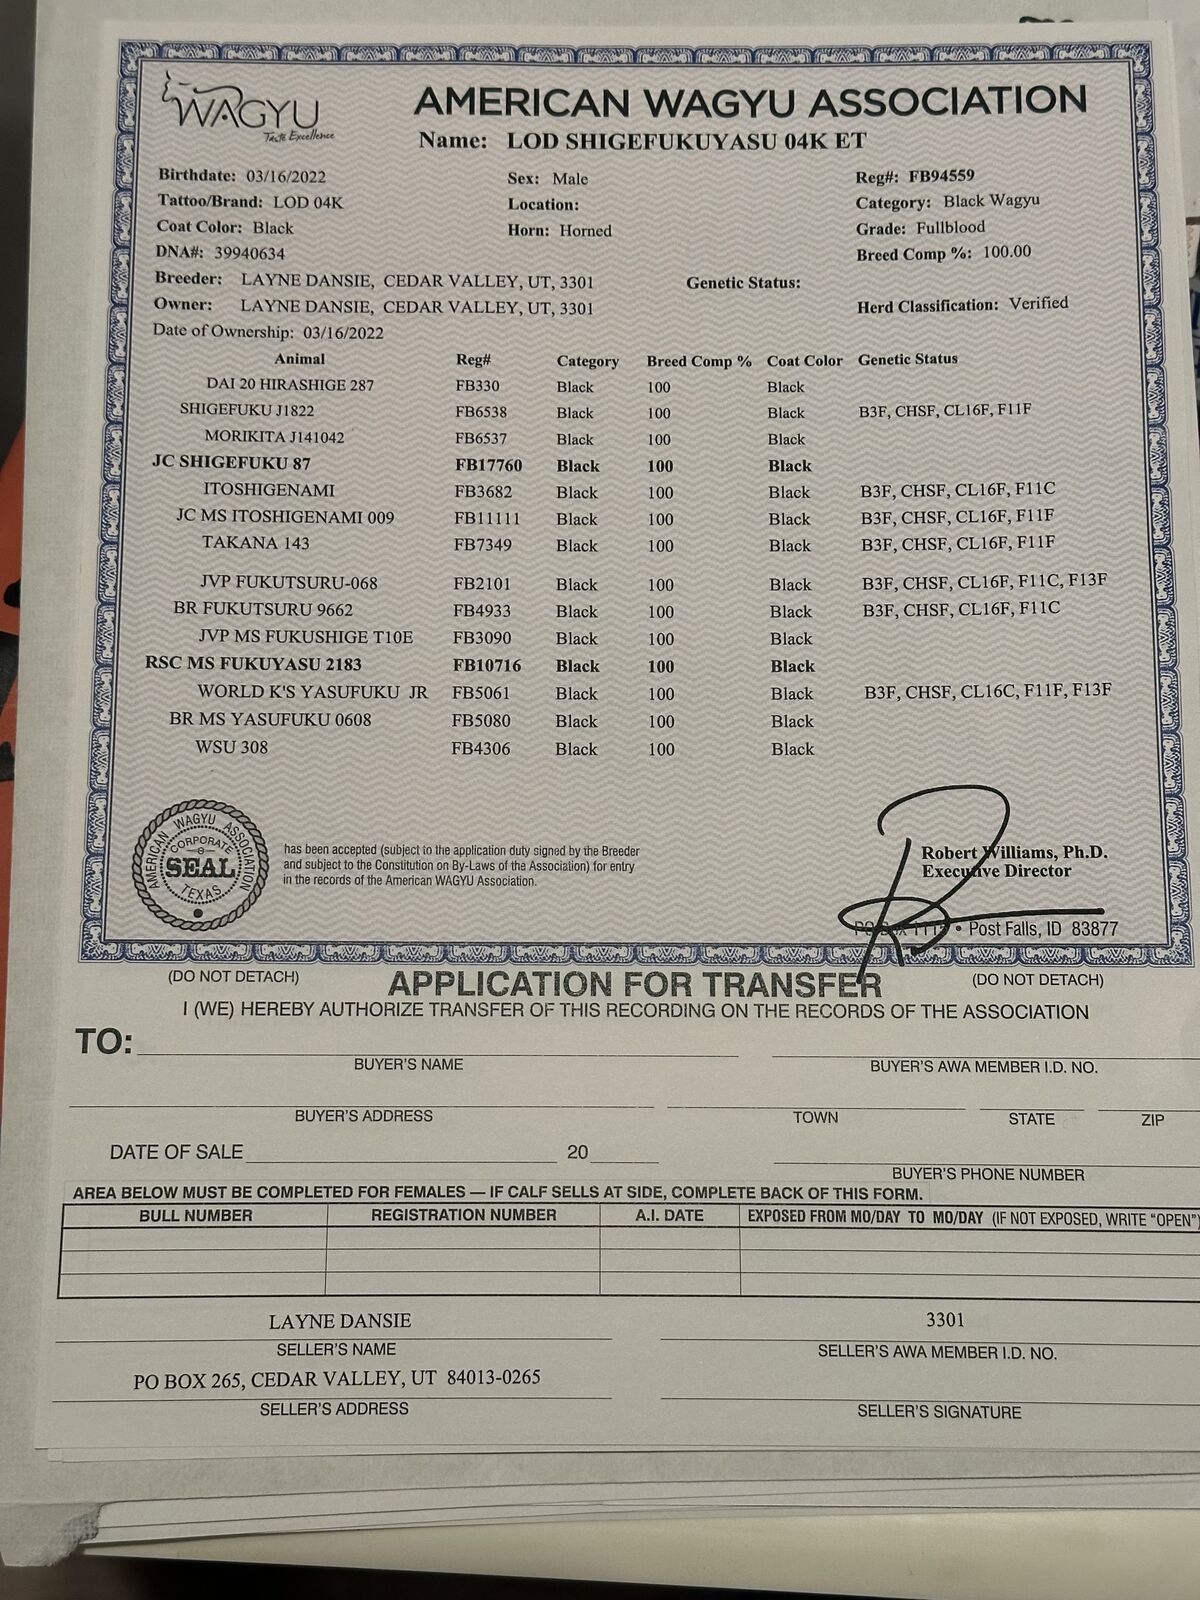 WAGYU
Taste Excellence
AMERICAN WAGYU ASSOCIATION
Name: LOD SHIGEFUKUYASU 04K ET
Birthdate: 03/16/2022 Sex: Male Reg#: FB94559
Tattoo/Brand: LOD 04K Location: Category: Black Wagyu
Coat Color: Black Horn: Horned Grade: Fullblood
DNA#: 39940634 Breed Comp %: 100.00
Breeder: LAYNE DANSIE, CEDAR VALLEY, UT, 3301 Genetic Status:
Owner: LAYNE DANSIE, CEDAR VALLEY, UT, 3301 Herd Classification: Verified
Date of Ownership: 03/16/2022
Animal Reg# Category Breed Comp % Coat Color Genetic Status
DAI 20 HIRASHIGE 287 FB330 Black 100 Black
SHIGEFUKU J1822 FB6538 Black 100 Black B3F, CHSF, CL16F, F11F
MORIKITA J141042 FB6537 Black 100 Black
JC SHIGEFUKU 87 FB17760 Black 100 Black
ITOSHIGENAMI FB3682 Black 100 Black B3F, CHSF, CL16F, F11C
JC MS ITOSHIGENAMI 009 FB11111 Black 100 Black B3F, CHSF, CL16F, F11F
TAKANA 143 FB7349 Black 100 Black B3F, CHSF, CL16F, F11F
JVP FUKUTSURU-068 FB2101 Black 100 Black B3F, CHSF, CL16F, F11C, F13F
BR FUKUTSURU 9662 FB4933 Black 100 Black B3F, CHSF, CL16F, F11C
JVP MS FUKUSHIGE T10E FB3090 Black 100 Black
RSC MS FUKUYASU 2183 FB10716 Black 100 Black
WORLD K'S YASUFUKU JR FB5061 Black 100 Black B3F, CHSF, CL16C, F11F, F13F
BR MS YASUFUKU 0608 FB5080 Black 100 Black
WSU 308 FB4306 Black 100 Black
AMERICAN WAGYU ASSOCIATION
CORPORATE
SEAL
TEXAS
has been accepted (subject to the application duty signed by the Breeder
and subject to the Constitution on By-Laws of the Association) for entry
in the records of the American WAGYU Association.
Robert Williams, Ph.D.
Executive Director
PO Box • Post Falls, ID 83877
(DO NOT DETACH) APPLICATION FOR TRANSFER (DO NOT DETACH)
I (WE) HEREBY AUTHORIZE TRANSFER OF THIS RECORDING ON THE RECORDS OF THE ASSOCIATION
TO:
BUYER'S NAME BUYER'S AWA MEMBER I.D. NO.
BUYER'S ADDRESS TOWN STATE ZIP
DATE OF SALE 20
BUYER'S PHONE NUMBER
AREA BELOW MUST BE COMPLETED FOR FEMALES — IF CALF SELLS AT SIDE, COMPLETE BACK OF THIS FORM.
BULL NUMBER REGISTRATION NUMBER A.I. DATE EXPOSED FROM MO/DAY TO MO/DAY (IF NOT EXPOSED, WRITE "OPEN")
LAYNE DANSIE 3301
SELLER'S NAME SELLER'S AWA MEMBER I.D. NO.
PO BOX 265, CEDAR VALLEY, UT 84013-0265
SELLER'S ADDRESS SELLER'S SIGNATURE